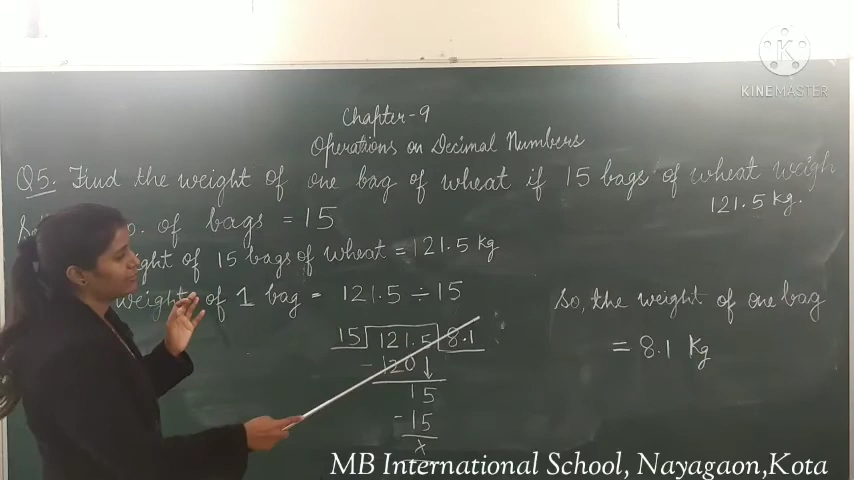 KINEMASTER
Chapter-9
Operations on Decimal Numbers
Q5. Find the weight of one bag of wheat if 15 bags of wheat weigh
121.5 kg.
of bags = 15
ght of 15 bags of wheat = 121.5 kg
weight of 1 bag = 121.5 ÷ 15
15 121.5 8.1
- 120 ↓
15
- 15
x
So, the weight of one bag
= 8.1 Kg
MB International School, Nayagaon,Kota